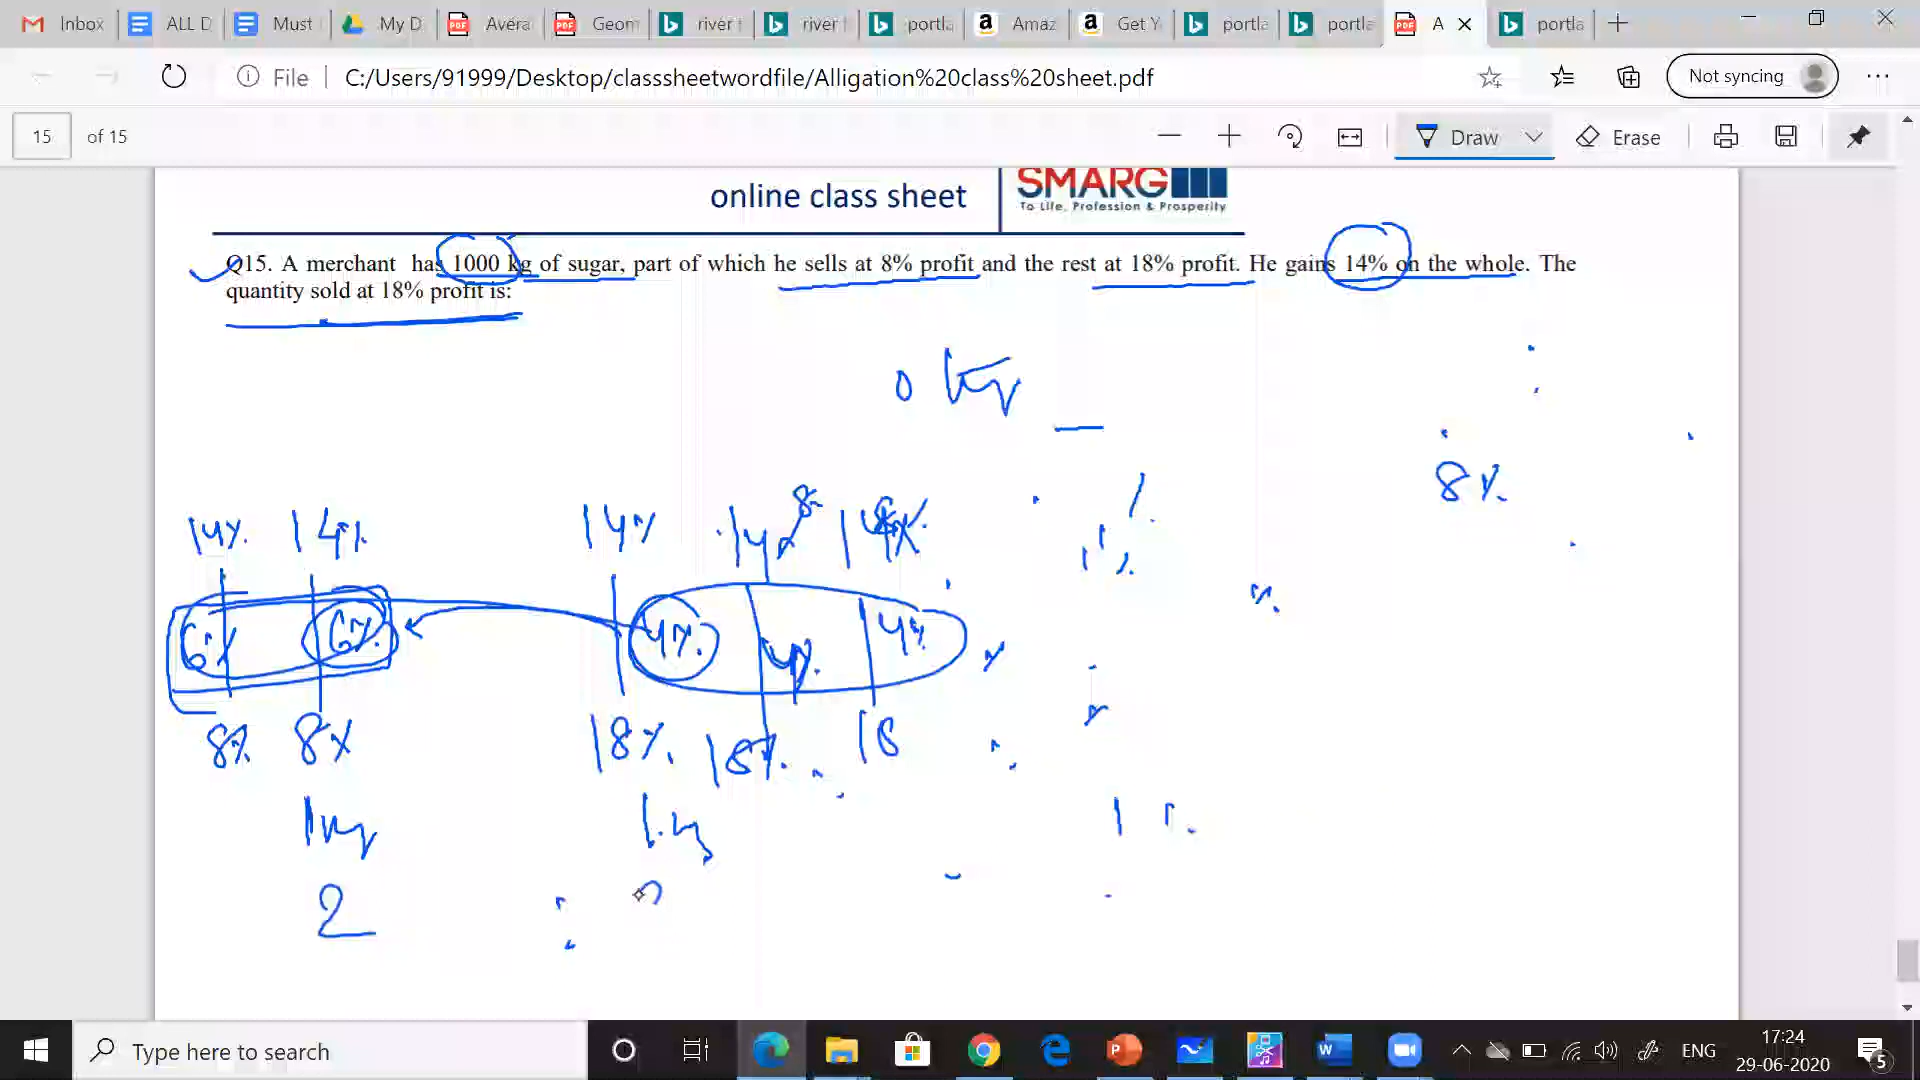 Inbox ALL D Must My D Avera Geom river river portla Amaz Get Y portla portla A portla
File C:/Users/91999/Desktop/classsheetwordfile/Alligation%20class%20sheet.pdf Not syncing
15 of 15 Draw Erase
online class sheet SMARG
To Life, Profession & Prosperity
Q15. A merchant has 1000 kg of sugar, part of which he sells at 8% profit and the rest at 18% profit. He gains 14% on the whole. The
quantity sold at 18% profit is:
8%
14% 14% 14%
6% 6% 4% 4% 4%
8% 8% 18% 18% 18
1kg 1kg
2 :
Type here to search ENG 17:24
29-06-2020 5